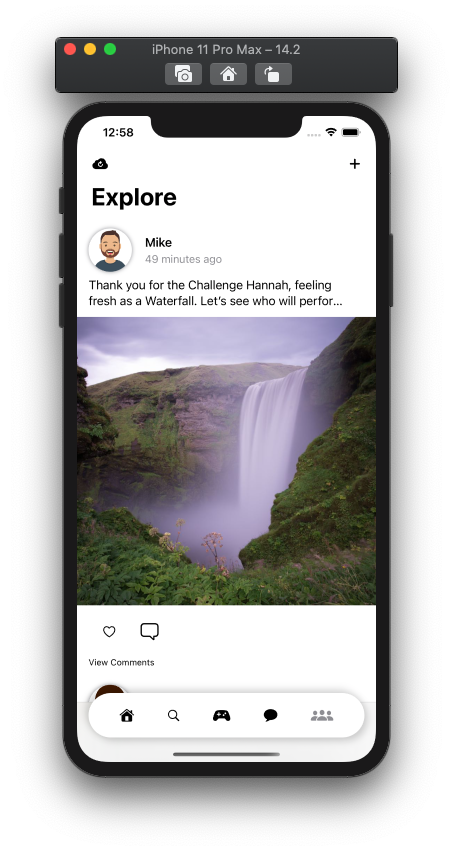 iPhone 11 Pro Max – 14.2
12:58
Explore
Mike
49 minutes ago
Thank you for the Challenge Hannah, feeling
fresh as a Waterfall. Let's see who will perfor...
View Comments